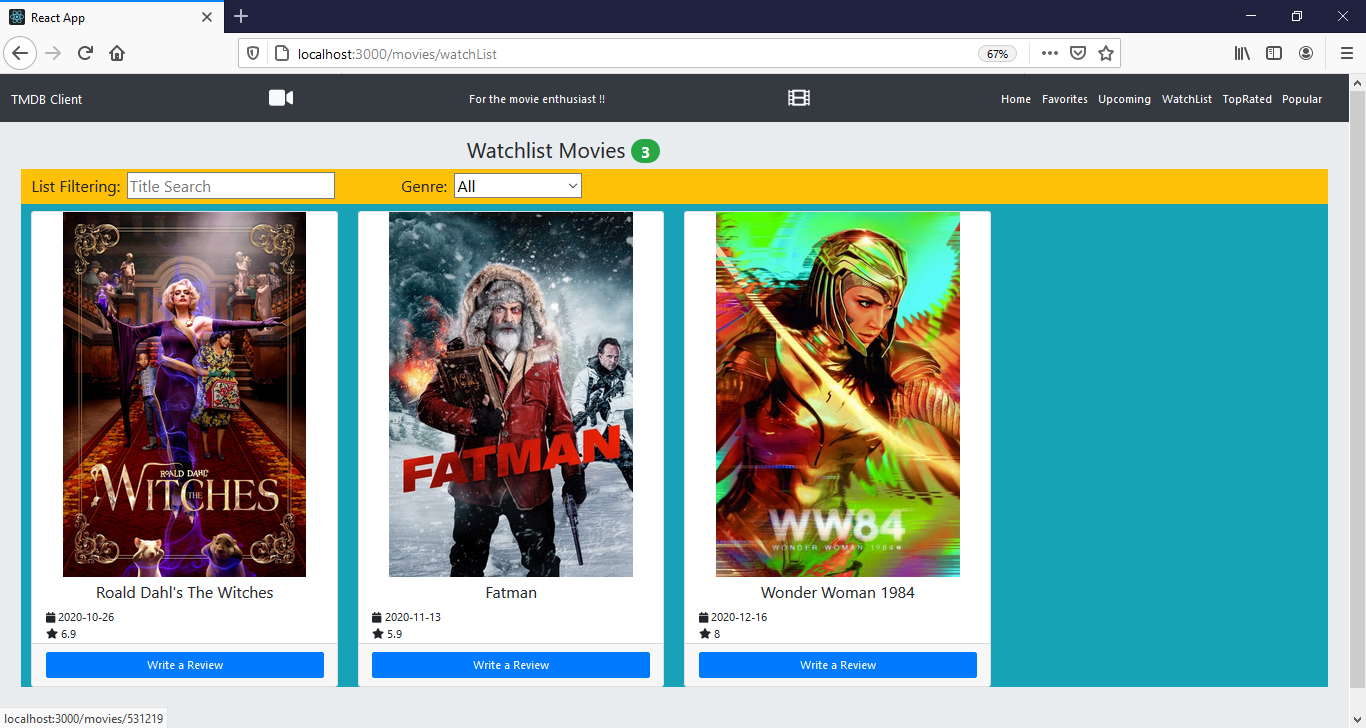 React App
localhost:3000/movies/watchList
67%
TMDB Client
For the movie enthusiast !!
Home Favorites Upcoming WatchList TopRated Popular
Watchlist Movies 3
List Filtering: Title Search Genre: All
ROALD DAHL'S
THE WITCHES
FATMAN
WW84
WONDER WOMAN 1984
Roald Dahl's The Witches
2020-10-26
6.9
Write a Review
Fatman
2020-11-13
5.9
Write a Review
Wonder Woman 1984
2020-12-16
8
Write a Review
localhost:3000/movies/531219